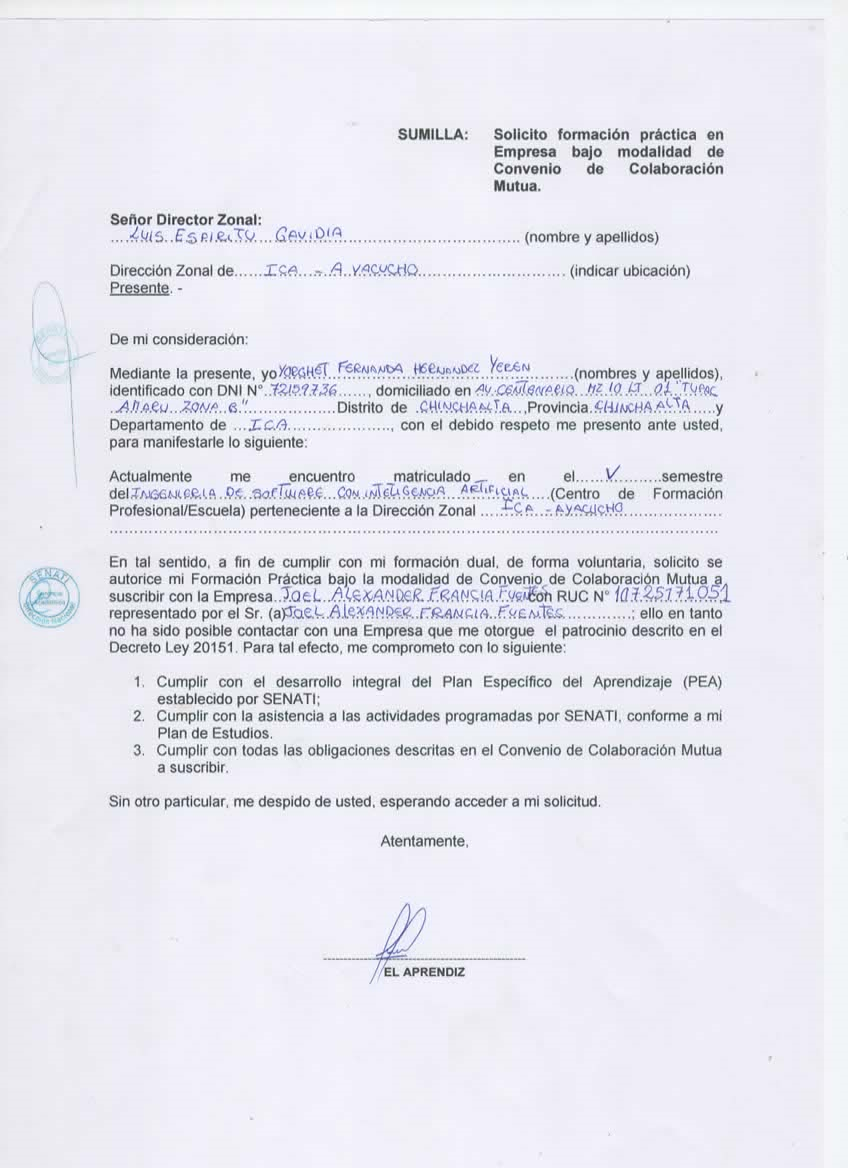 SUMILLA: Solicito formación práctica en
Empresa bajo modalidad de
Convenio de Colaboración
Mutua.
Señor Director Zonal:
....LUIS ESPIRITU GAVIDIA.......................................... (nombre y apellidos)
Dirección Zonal de......ICA - AYACUCHO................................... (indicar ubicación)
Presente. -
De mi consideración:
Mediante la presente, yo YORGHET FERNANDA HERNANDEZ YEREN..........(nombres y apellidos),
identificado con DNI N° 72159736......., domiciliado en AV. CENTENARIO MZ 10 LT 01 "TUPAC
AMARU ZONA B."......................Distrito de .CHINCHA ALTA..,Provincia CHINCHA ALTA.....y
Departamento de ...ICA........................, con el debido respeto me presento ante usted,
para manifestarle lo siguiente:
Actualmente me encuentro matriculado en el......V..........semestre
del INGENIERIA DE SOFTWARE CON INTELIGENCIA ARTIFICIAL....(Centro de Formación
Profesional/Escuela) perteneciente a la Dirección Zonal .....ICA - AYACUCHO.......................
En tal sentido, a fin de cumplir con mi formación dual, de forma voluntaria, solicito se
autorice mi Formación Práctica bajo la modalidad de Convenio de Colaboración Mutua a
suscribir con la Empresa..JOEL ALEXANDER FRANCIA FUENTES con RUC N° 10725171051
representado por el Sr. (a) JOEL ALEXANDER FRANCIA FUENTES................; ello en tanto
no ha sido posible contactar con una Empresa que me otorgue el patrocinio descrito en el
Decreto Ley 20151. Para tal efecto, me comprometo con lo siguiente:
1. Cumplir con el desarrollo integral del Plan Específico del Aprendizaje (PEA)
establecido por SENATI;
2. Cumplir con la asistencia a las actividades programadas por SENATI, conforme a mi
Plan de Estudios.
3. Cumplir con todas las obligaciones descritas en el Convenio de Colaboración Mutua
a suscribir.
Sin otro particular, me despido de usted, esperando acceder a mi solicitud.
Atentamente,
EL APRENDIZ
SENATI
SENATI